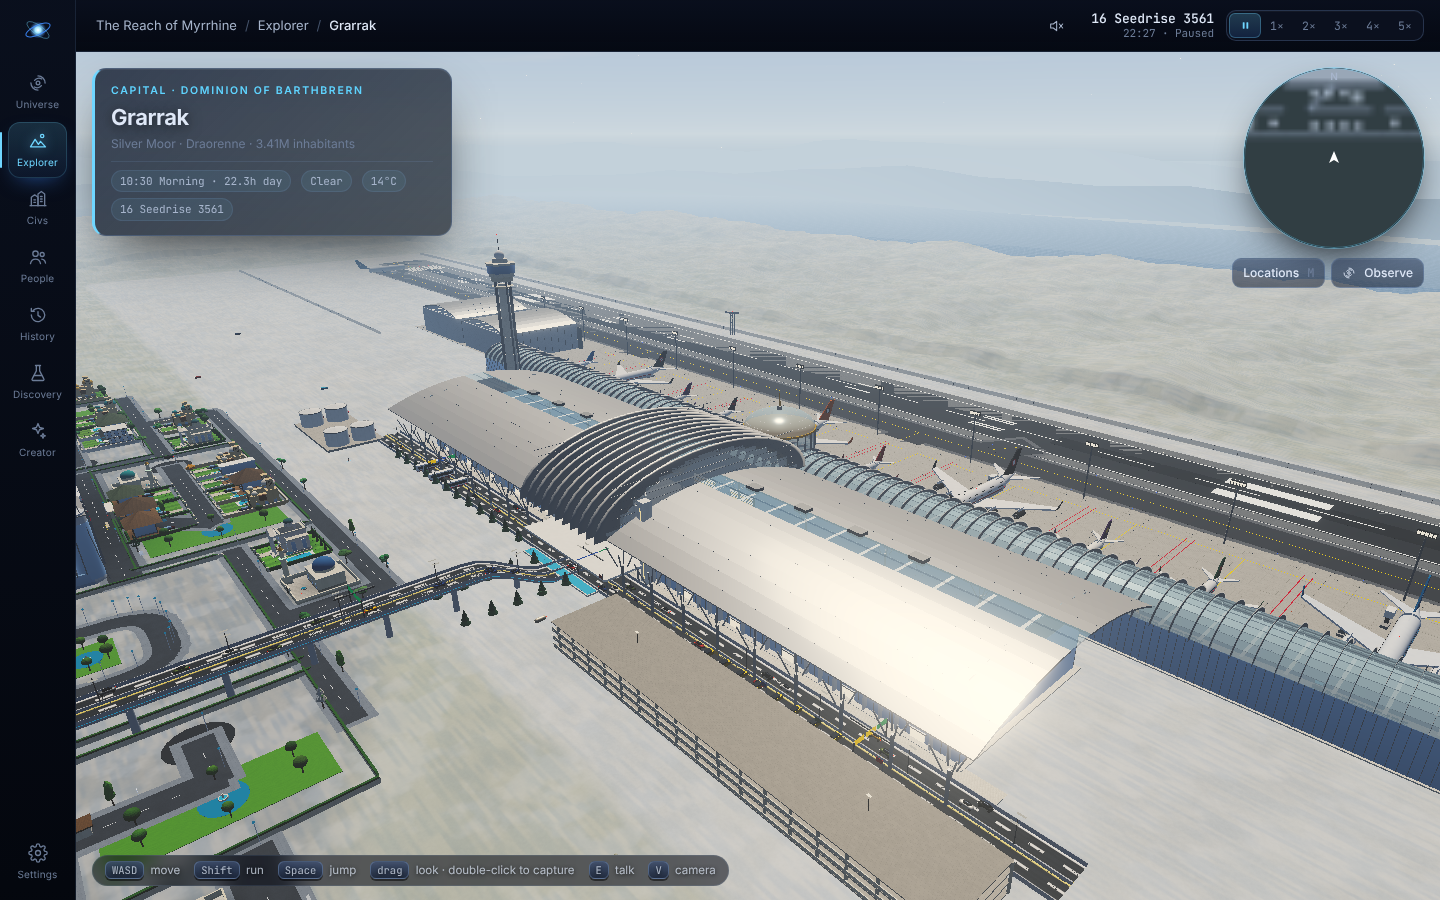 The Reach of Myrrhine / Explorer / Grarrak
16 Seedrise 3561
22:27 · Paused
1×
2×
3×
4×
5×
Universe
Explorer
Civs
People
History
Discovery
Creator
Settings
CAPITAL · DOMINION OF BARTHBRERN
Grarrak
Silver Moor · Draorenne · 3.41M inhabitants
10:30 Morning · 22.3h day
Clear
14°C
16 Seedrise 3561
N
Locations M
Observe
WASD move Shift run Space jump drag look · double-click to capture E talk V camera